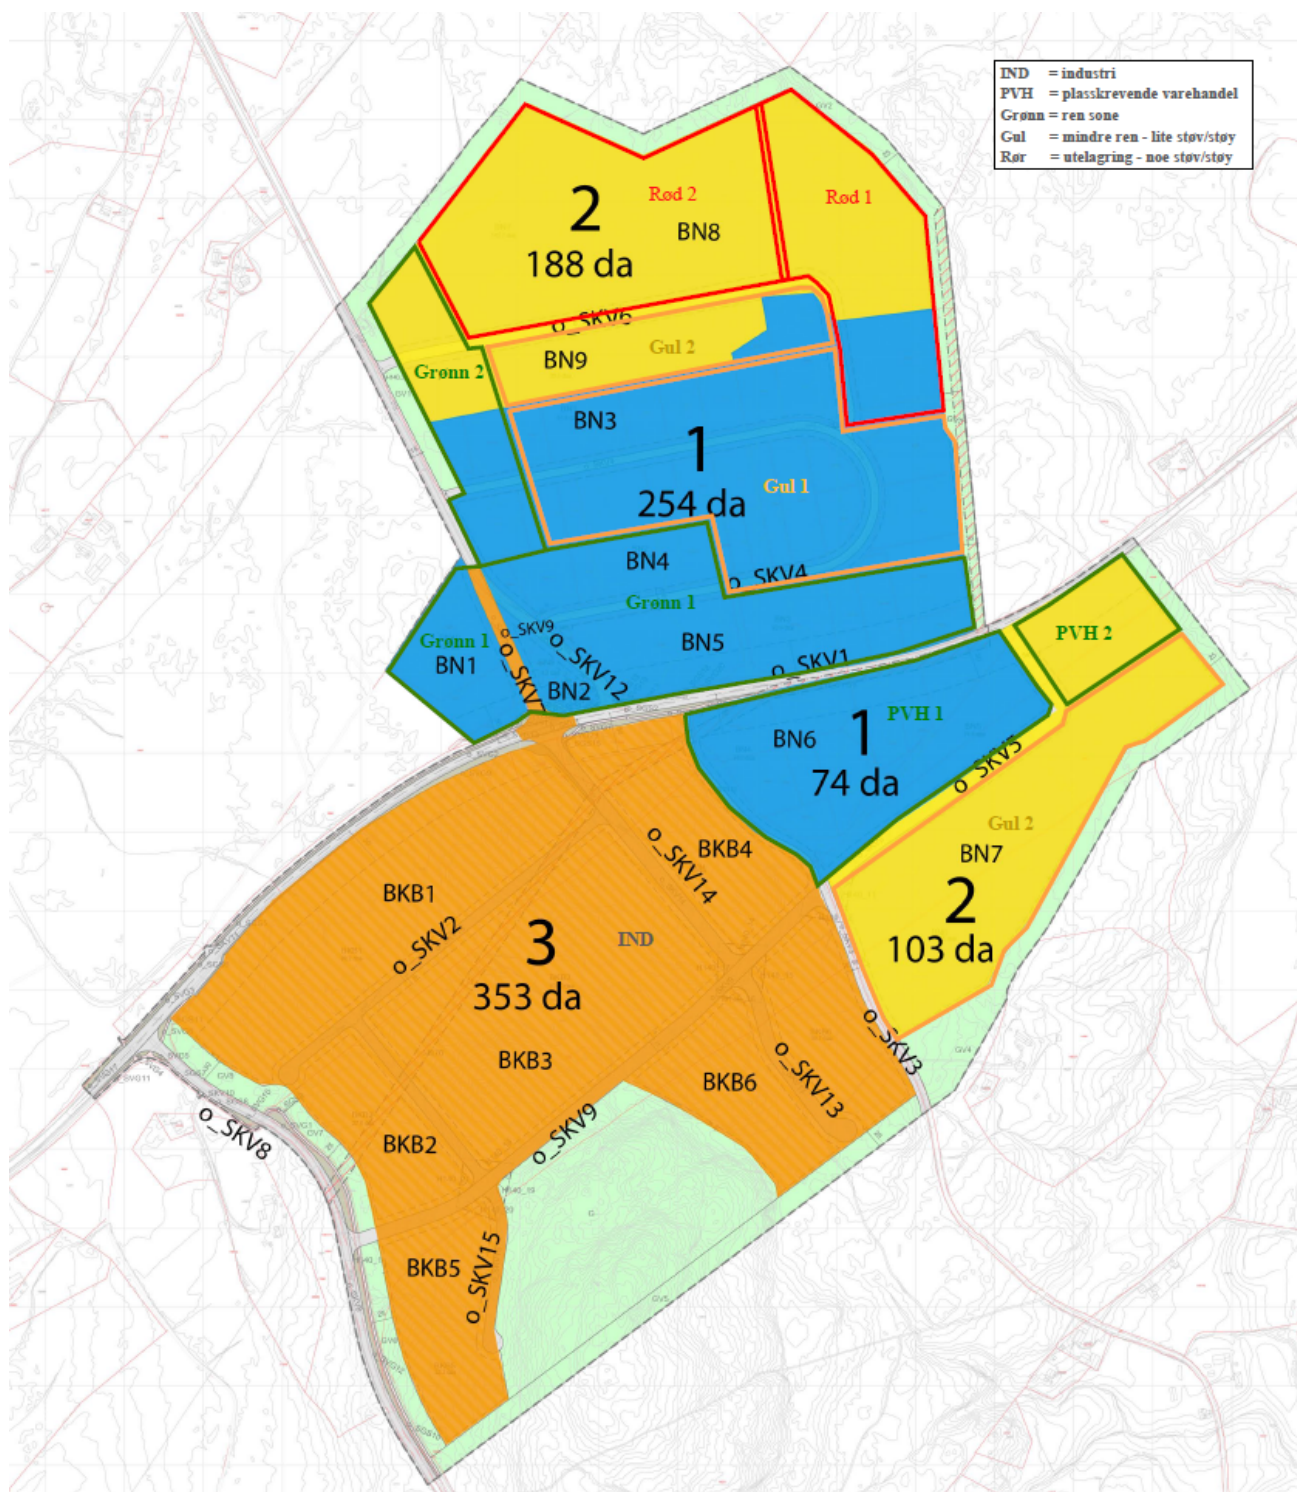 IND = industri
PVH = plasskrevende varehandel
Grønn = ren sone
Gul = mindre ren - lite støv/støy
Rør = utelagring - noe støv/støy
Rød 2
Rød 1
2
BN8
188 da
o_SKV6
Gul 2
BN9
Grønn 2
BN3
1
Gul 1
254 da
BN4
o_SKV4
Grønn 1
o_SKV9
Grønn 1
BN1
o_SKV12
BN5
o_SKV1
o_SKV7
BN2
PVH 2
PVH 1
BN6
1
74 da
o_SKV5
Gul 2
BN7
2
103 da
BKB4
o_SKV14
BKB1
o_SKV2
3
IND
353 da
o_SKV3
BKB3
BKB6
o_SKV13
o_SKV8
BKB2
o_SKV9
BKB5
o_SKV15
GV4
GV5
G